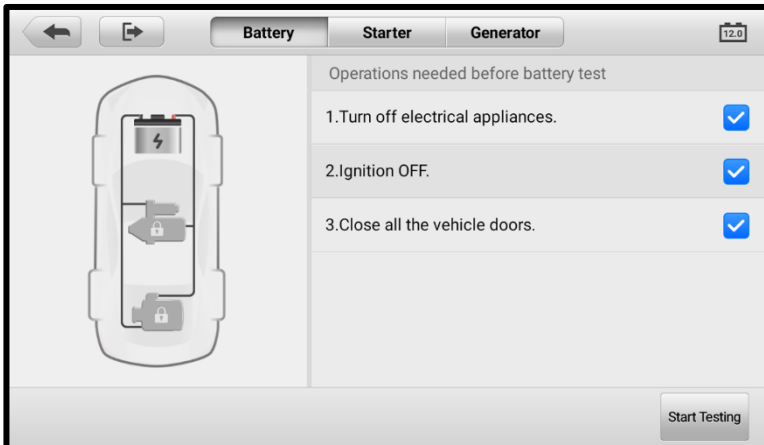 Battery
Starter
Generator
12.0
Operations needed before battery test
1.Turn off electrical appliances.
2.Ignition OFF.
3.Close all the vehicle doors.
Start Testing